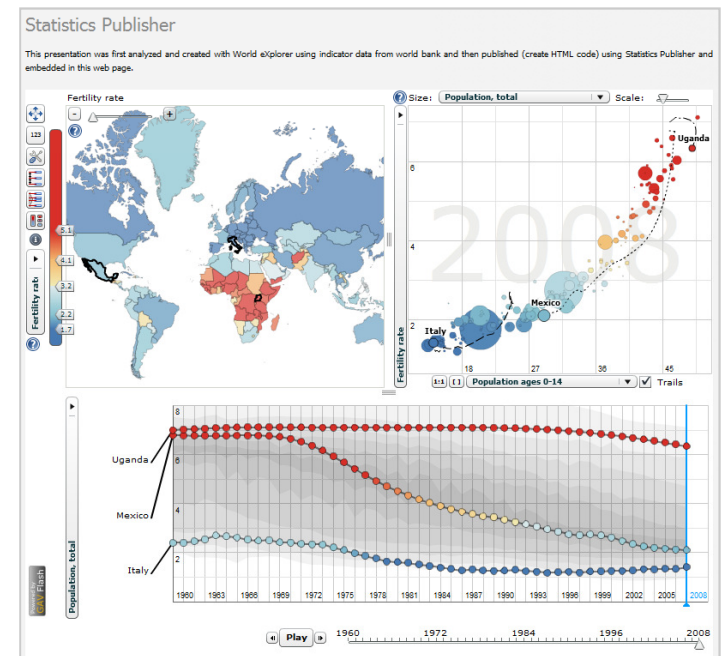 Statistics Publisher
This presentation was first analyzed and created with World eXplorer using indicator data from world bank and then published (create HTML code) using Statistics Publisher and
embedded in this web page.
Fertility rate
- +
?
123
5.1
4.1
3.2
2.2
1.7
Fertility rate
?
? Size: Population, total Scale:
2008
6
4
2
Uganda
Mexico
Italy
18 27 36 45
Fertility rate
1:1 [ ] Population ages 0-14 Trails
8
6
4
2
Uganda
Mexico
Italy
Population, total
1960 1963 1966 1969 1972 1975 1978 1981 1984 1987 1990 1993 1996 1999 2002 2005 2008
Powered by
GAV Flash
Play
1960 1972 1984 1996 2008